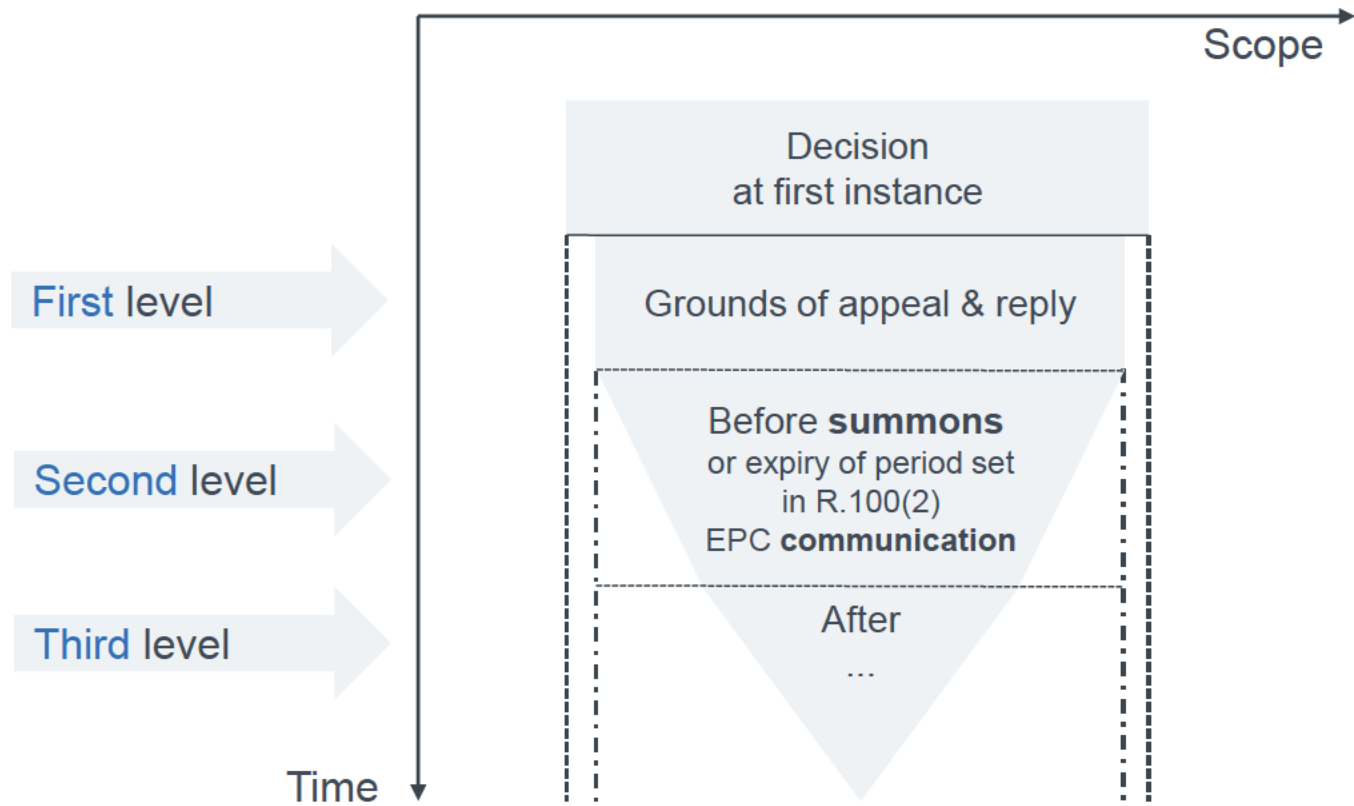 Scope
Decision
at first instance
First level
Grounds of appeal & reply
Before summons
or expiry of period set
in R.100(2)
EPC communication
Second level
After
...
Third level
Time